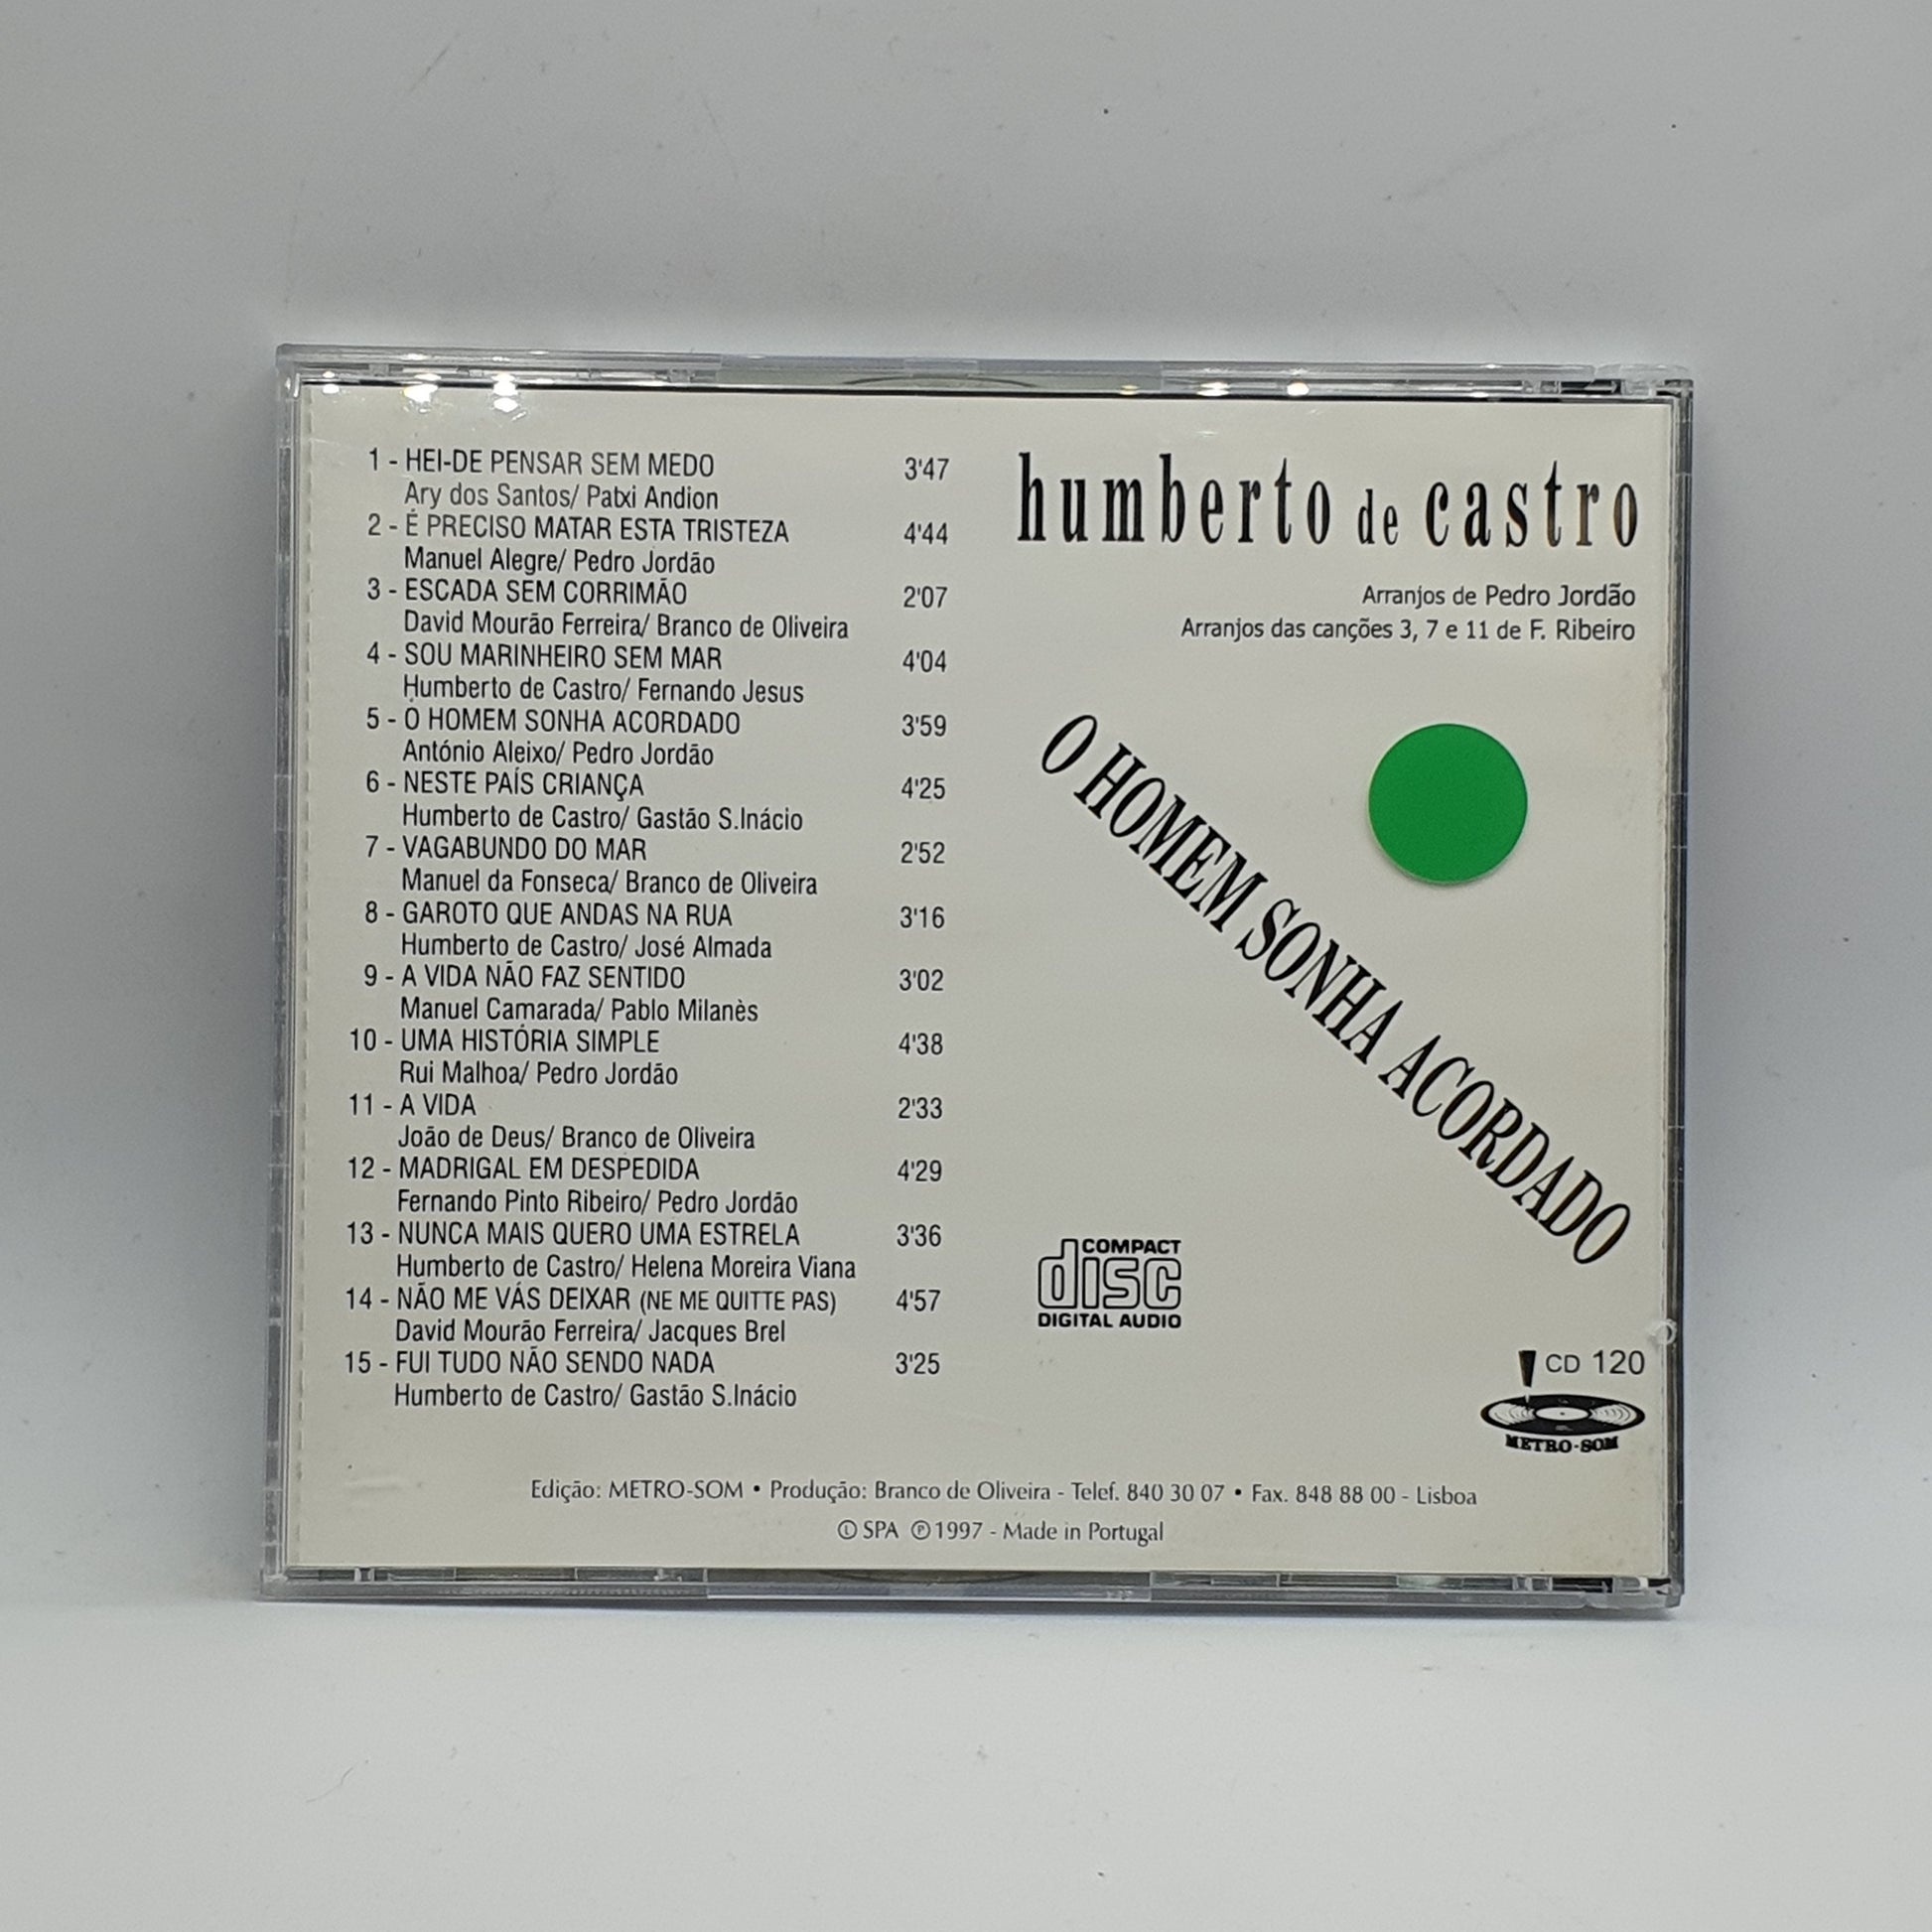 1 - HEI-DE PENSAR SEM MEDO 3'47
Ary dos Santos/ Patxi Andion
2 - É PRECISO MATAR ESTA TRISTEZA 4'44
Manuel Alegre/ Pedro Jordão
3 - ESCADA SEM CORRIMÃO 2'07
David Mourão Ferreira/ Branco de Oliveira
4 - SOU MARINHEIRO SEM MAR 4'04
Humberto de Castro/ Fernando Jesus
5 - O HOMEM SONHA ACORDADO 3'59
António Aleixo/ Pedro Jordão
6 - NESTE PAÍS CRIANÇA 4'25
Humberto de Castro/ Gastão S.Inácio
7 - VAGABUNDO DO MAR 2'52
Manuel da Fonseca/ Branco de Oliveira
8 - GAROTO QUE ANDAS NA RUA 3'16
Humberto de Castro/ José Almada
9 - A VIDA NÃO FAZ SENTIDO 3'02
Manuel Camarada/ Pablo Milanès
10 - UMA HISTÓRIA SIMPLE 4'38
Rui Malhoa/ Pedro Jordão
11 - A VIDA 2'33
João de Deus/ Branco de Oliveira
12 - MADRIGAL EM DESPEDIDA 4'29
Fernando Pinto Ribeiro/ Pedro Jordão
13 - NUNCA MAIS QUERO UMA ESTRELA 3'36
Humberto de Castro/ Helena Moreira Viana
14 - NÃO ME VÁS DEIXAR (NE ME QUITTE PAS) 4'57
David Mourão Ferreira/ Jacques Brel
15 - FUI TUDO NÃO SENDO NADA 3'25
Humberto de Castro/ Gastão S.Inácio
humberto de castro
Arranjos de Pedro Jordão
Arranjos das canções 3, 7 e 11 de F. Ribeiro
O HOMEM SONHA ACORDADO
COMPACT
disc
DIGITAL AUDIO
CD 120
METRO-SOM
Edição: METRO-SOM • Produção: Branco de Oliveira - Telef. 840 30 07 • Fax. 848 88 00 - Lisboa
Ⓛ SPA Ⓟ 1997 - Made in Portugal